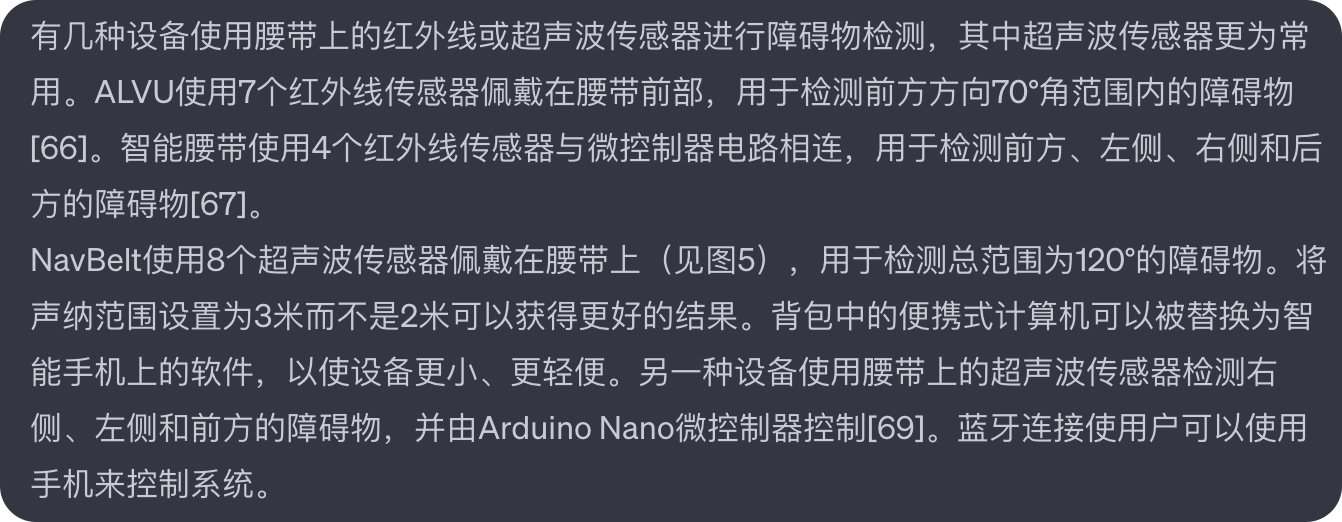 有几种设备使用腰带上的红外线或超声波传感器进行障碍物检测，其中超声波传感器更为常
用。ALVU使用7个红外线传感器佩戴在腰带前部，用于检测前方方向70°角范围内的障碍物
[66]。智能腰带使用4个红外线传感器与微控制器电路相连，用于检测前方、左侧、右侧和后
方的障碍物[67]。
NavBelt使用8个超声波传感器佩戴在腰带上（见图5），用于检测总范围为120°的障碍物。将
声纳范围设置为3米而不是2米可以获得更好的结果。背包中的便携式计算机可以被替换为智
能手机上的软件，以使设备更小、更轻便。另一种设备使用腰带上的超声波传感器检测右
侧、左侧和前方的障碍物，并由Arduino Nano微控制器控制[69]。蓝牙连接使用户可以使用
手机来控制系统。